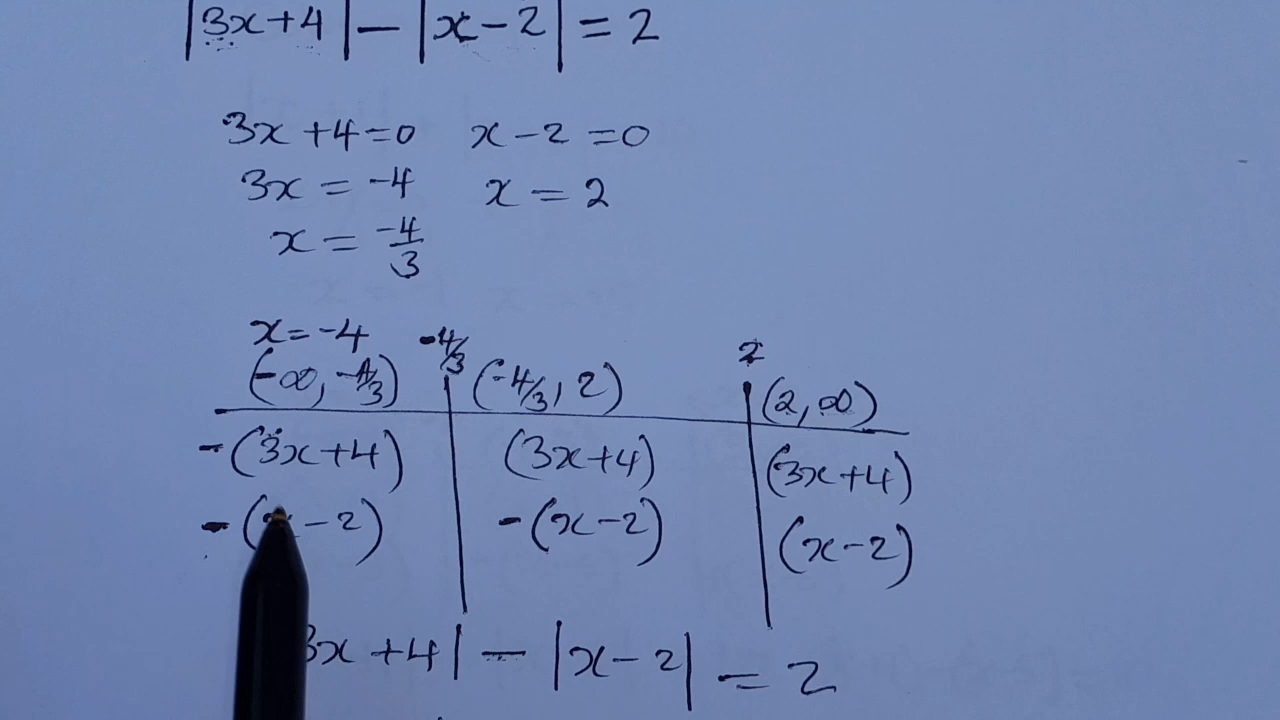 |3x+4|-|x-2|=2
3x+4=0 x-2=0
3x=-4 x=2
x=-4/3
x=-4 -4/3 2
(-∞,-4/3) (-4/3,2) (2,∞)
-(3x+4) (3x+4) (3x+4)
-(x-2) -(x-2) (x-2)
3x+4|-|x-2|=2